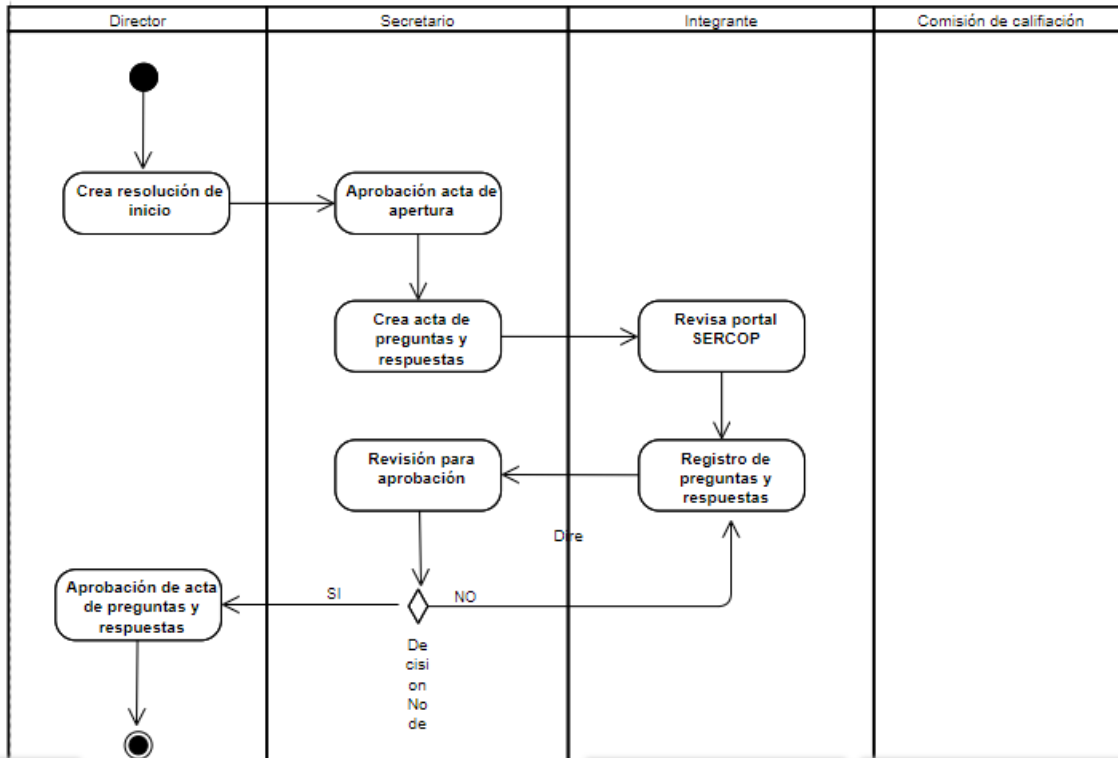 Director
Secretario
Integrante
Comisión de califiación
Crea resolución de
inicio
Aprobación acta de
apertura
Crea acta de
preguntas y
respuestas
Revisa portal
SERCOP
Revisión para
aprobación
Registro de
preguntas y
respuestas
Dire
Aprobación de acta
de preguntas y
respuestas
SI
NO
De
cisi
on
No
de